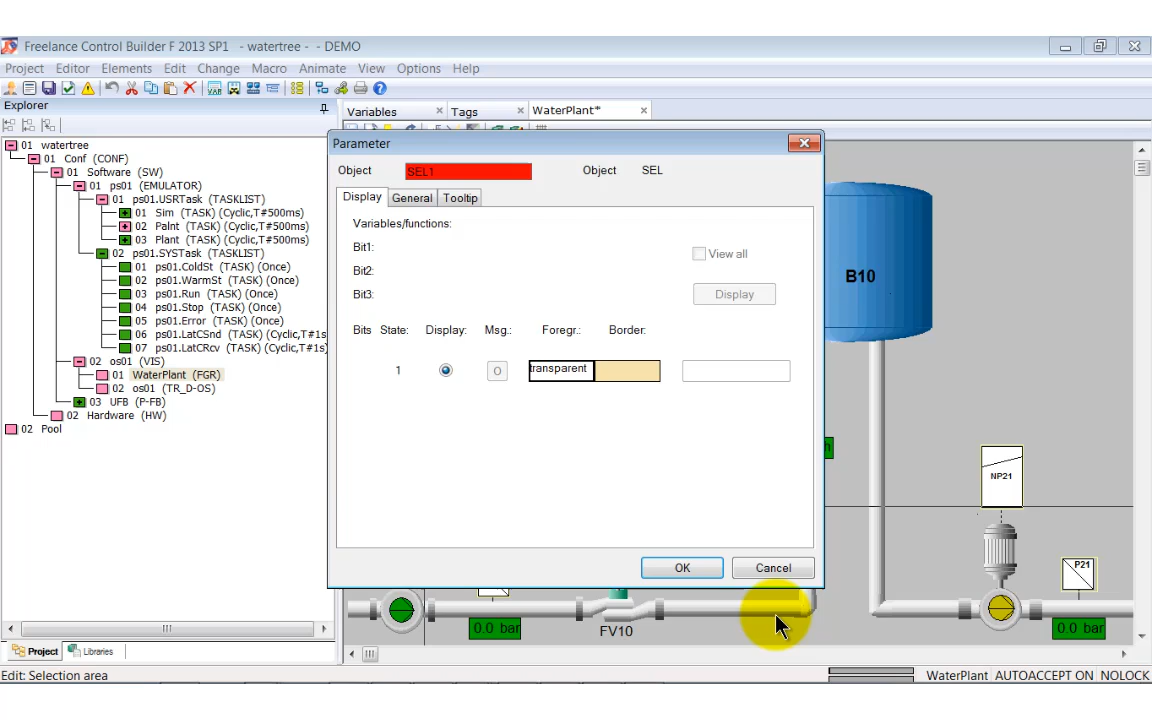 Freelance Control Builder F 2013 SP1 - watertree - - DEMO
Project Editor Elements Edit Change Macro Animate View Options Help
Explorer
Variables × Tags × WaterPlant* ×
01 watertree
01 Conf (CONF)
01 Software (SW)
01 ps01 (EMULATOR)
01 ps01.USRTask (TASKLIST)
01 Sim (TASK) (Cyclic,T#500ms)
02 PaInt (TASK) (Cyclic,T#500ms)
03 Plant (TASK) (Cyclic,T#500ms)
02 ps01.SYSTask (TASKLIST)
01 ps01.ColdSt (TASK) (Once)
02 ps01.WarmSt (TASK) (Once)
03 ps01.Run (TASK) (Once)
04 ps01.Stop (TASK) (Once)
05 ps01.Error (TASK) (Once)
06 ps01.LatCSnd (TASK) (Cyclic,T#1s
07 ps01.LatCRcv (TASK) (Cyclic,T#1s)
02 os01 (VIS)
01 WaterPlant (FGR)
02 os01 (TR_D-OS)
03 UFB (P-FB)
02 Hardware (HW)
02 Pool
Project Libraries
Parameter
Object SEL1 Object SEL
Display General Tooltip
Variables/functions:
Bit1:
View all
Bit2:
Bit3:
Display
Bits State: Display: Msg.: Foregr.: Border:
1 O transparent
OK Cancel
B10
NP21
P21
0.0 bar
FV10
0.0 bar
Edit: Selection area
WaterPlant AUTOACCEPT ON NOLOCK